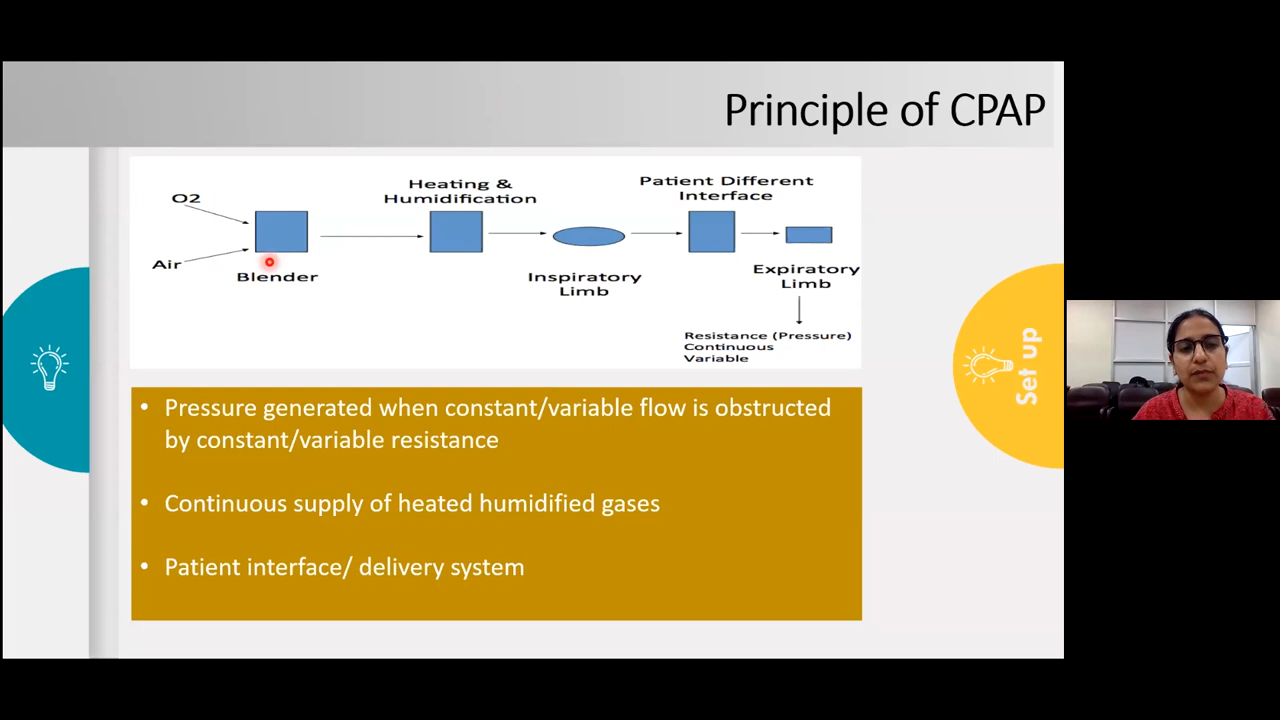 Principle of CPAP
O2
Air
Blender
Heating &
Humidification
Inspiratory
Limb
Patient Different
Interface
Expiratory
Limb
Resistance (Pressure)
Continuous
Variable
• Pressure generated when constant/variable flow is obstructed
by constant/variable resistance
• Continuous supply of heated humidified gases
• Patient interface/ delivery system
Set up